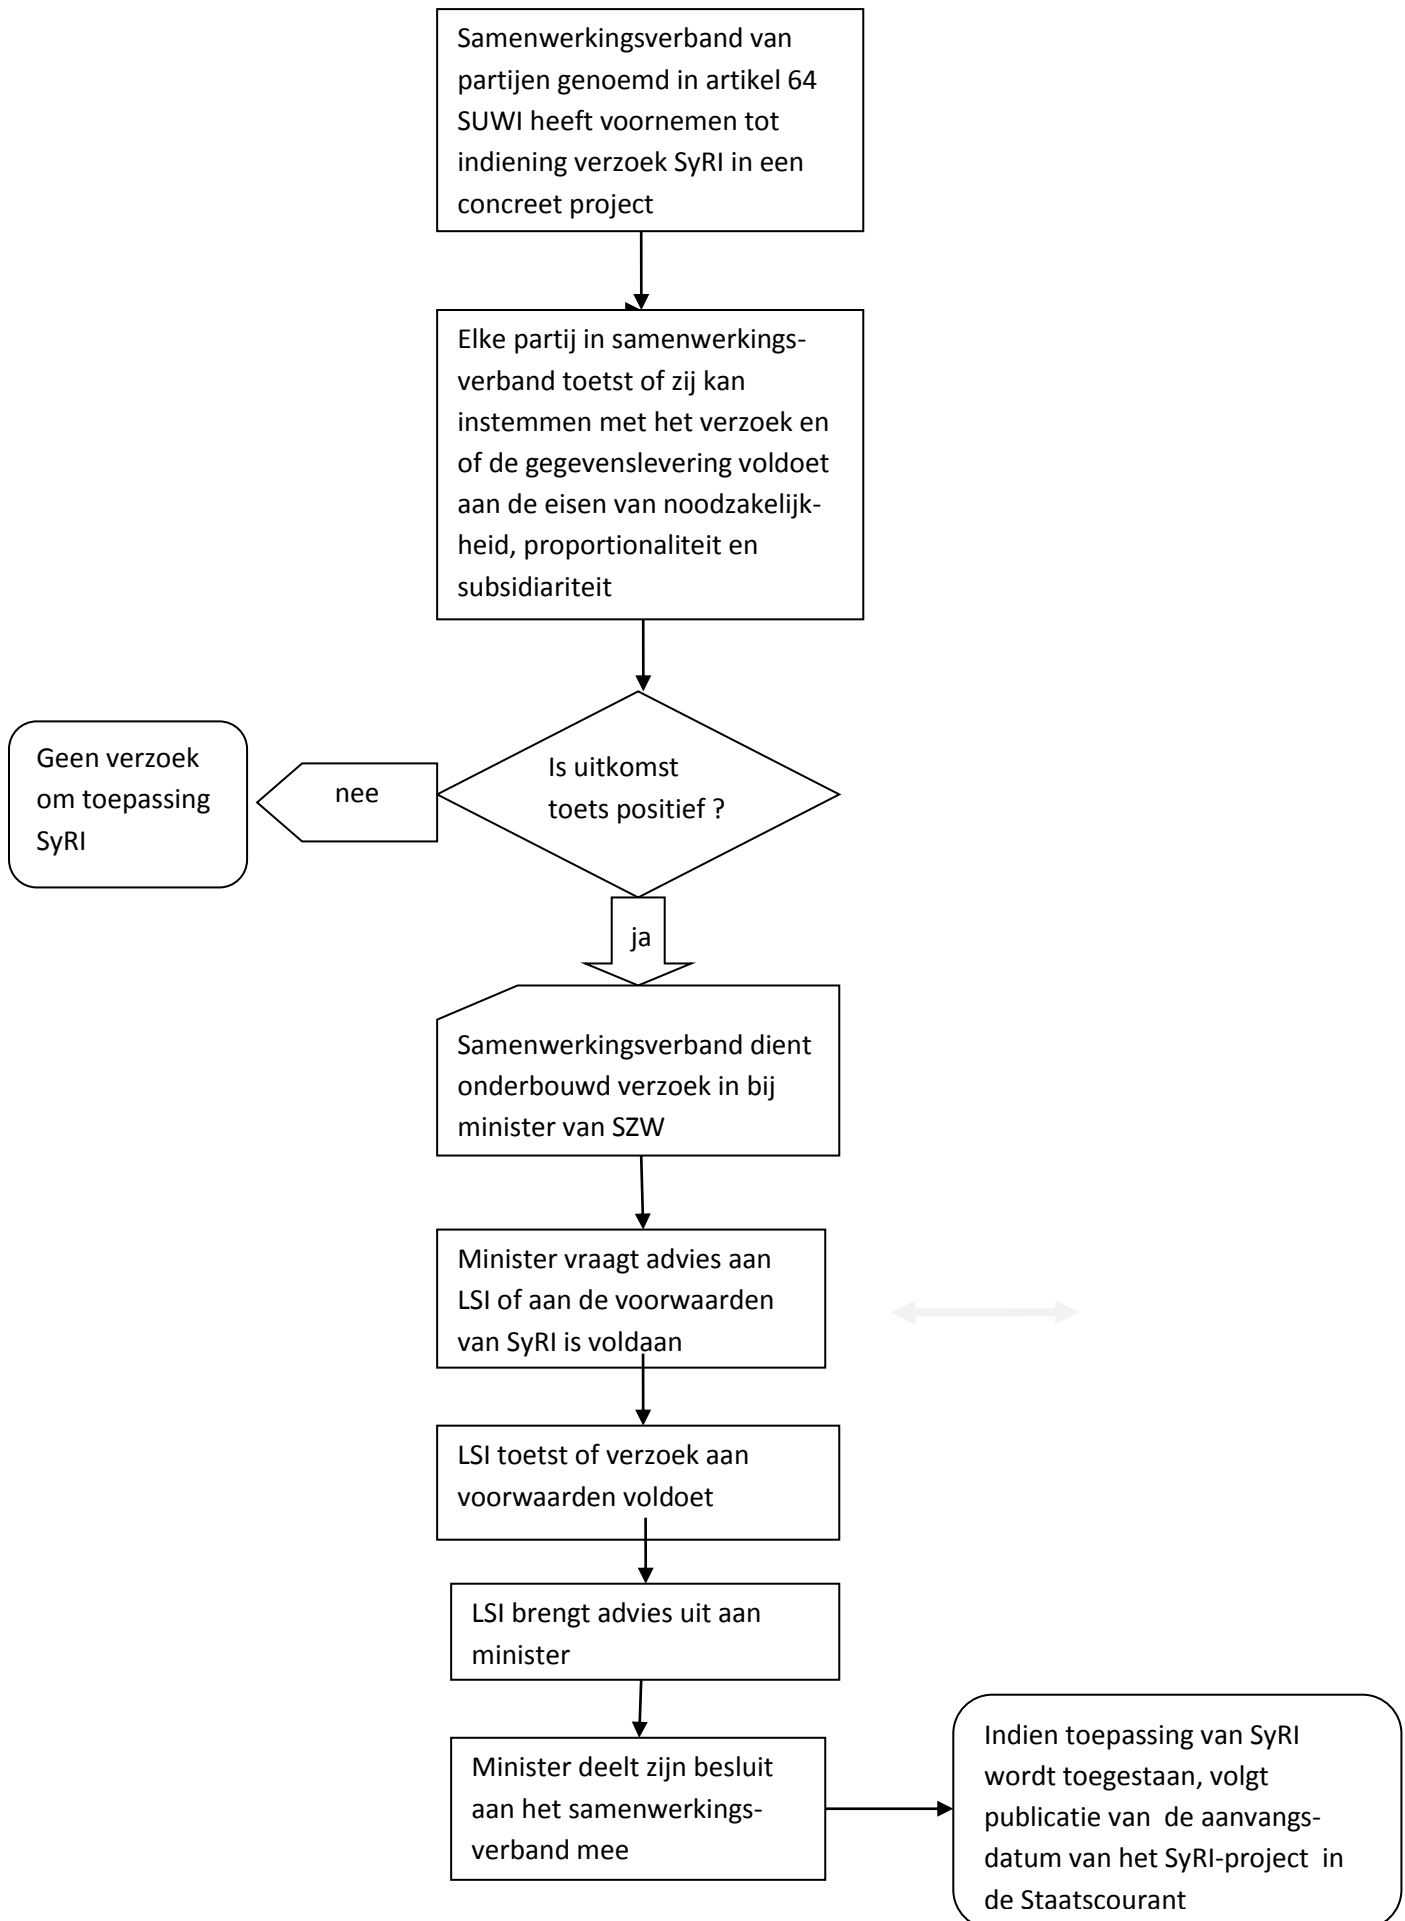 Samenwerkingsverband van
partijen genoemd in artikel 64
SUWI heeft voornemen tot
indiening verzoek SyRI in een
concreet project
Elke partij in samenwerkings-
verband toetst of zij kan
instemmen met het verzoek en
of de gegevenslevering voldoet
aan de eisen van noodzakelijk-
heid, proportionaliteit en
subsidiariteit
Is uitkomst
toets positief ?
nee
Geen verzoek
om toepassing
SyRI
ja
Samenwerkingsverband dient
onderbouwd verzoek in bij
minister van SZW
Minister vraagt advies aan
LSI of aan de voorwaarden
van SyRI is voldaan
LSI toetst of verzoek aan
voorwaarden voldoet
LSI brengt advies uit aan
minister
Minister deelt zijn besluit
aan het samenwerkings-
verband mee
Indien toepassing van SyRI
wordt toegestaan, volgt
publicatie van  de aanvangs-
datum van het SyRI-project  in
de Staatscourant